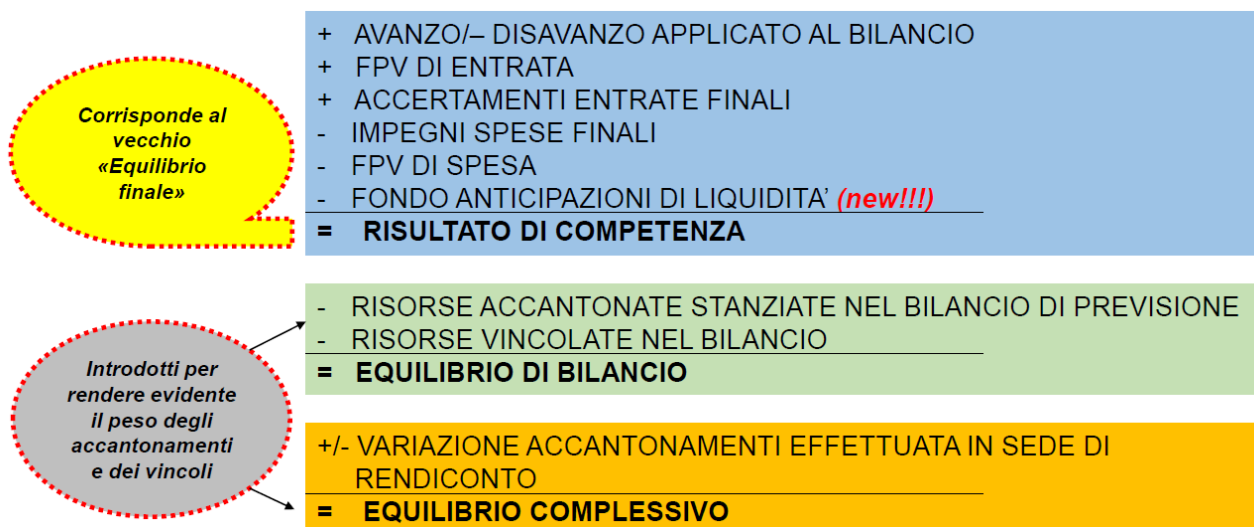 Corrisponde al
vecchio
«Equilibrio
finale»
+ AVANZO/– DISAVANZO APPLICATO AL BILANCIO
+ FPV DI ENTRATA
+ ACCERTAMENTI ENTRATE FINALI
- IMPEGNI SPESE FINALI
- FPV DI SPESA
- FONDO ANTICIPAZIONI DI LIQUIDITA’ (new!!!)
= RISULTATO DI COMPETENZA
Introdotti per
rendere evidente
il peso degli
accantonamenti
e dei vincoli
- RISORSE ACCANTONATE STANZIATE NEL BILANCIO DI PREVISIONE
- RISORSE VINCOLATE NEL BILANCIO
= EQUILIBRIO DI BILANCIO
+/- VARIAZIONE ACCANTONAMENTI EFFETTUATA IN SEDE DI
RENDICONTO
= EQUILIBRIO COMPLESSIVO